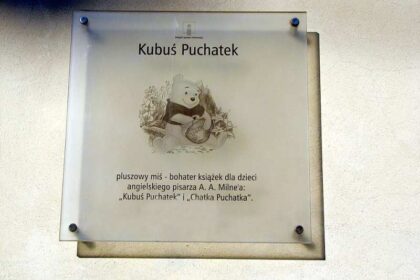 Kubuś Puchatek
pluszowy miś - bohater książek dla dzieci
angielskiego pisarza A. A. Milne'a:
„Kubuś Puchatek” i „Chatka Puchatka”.